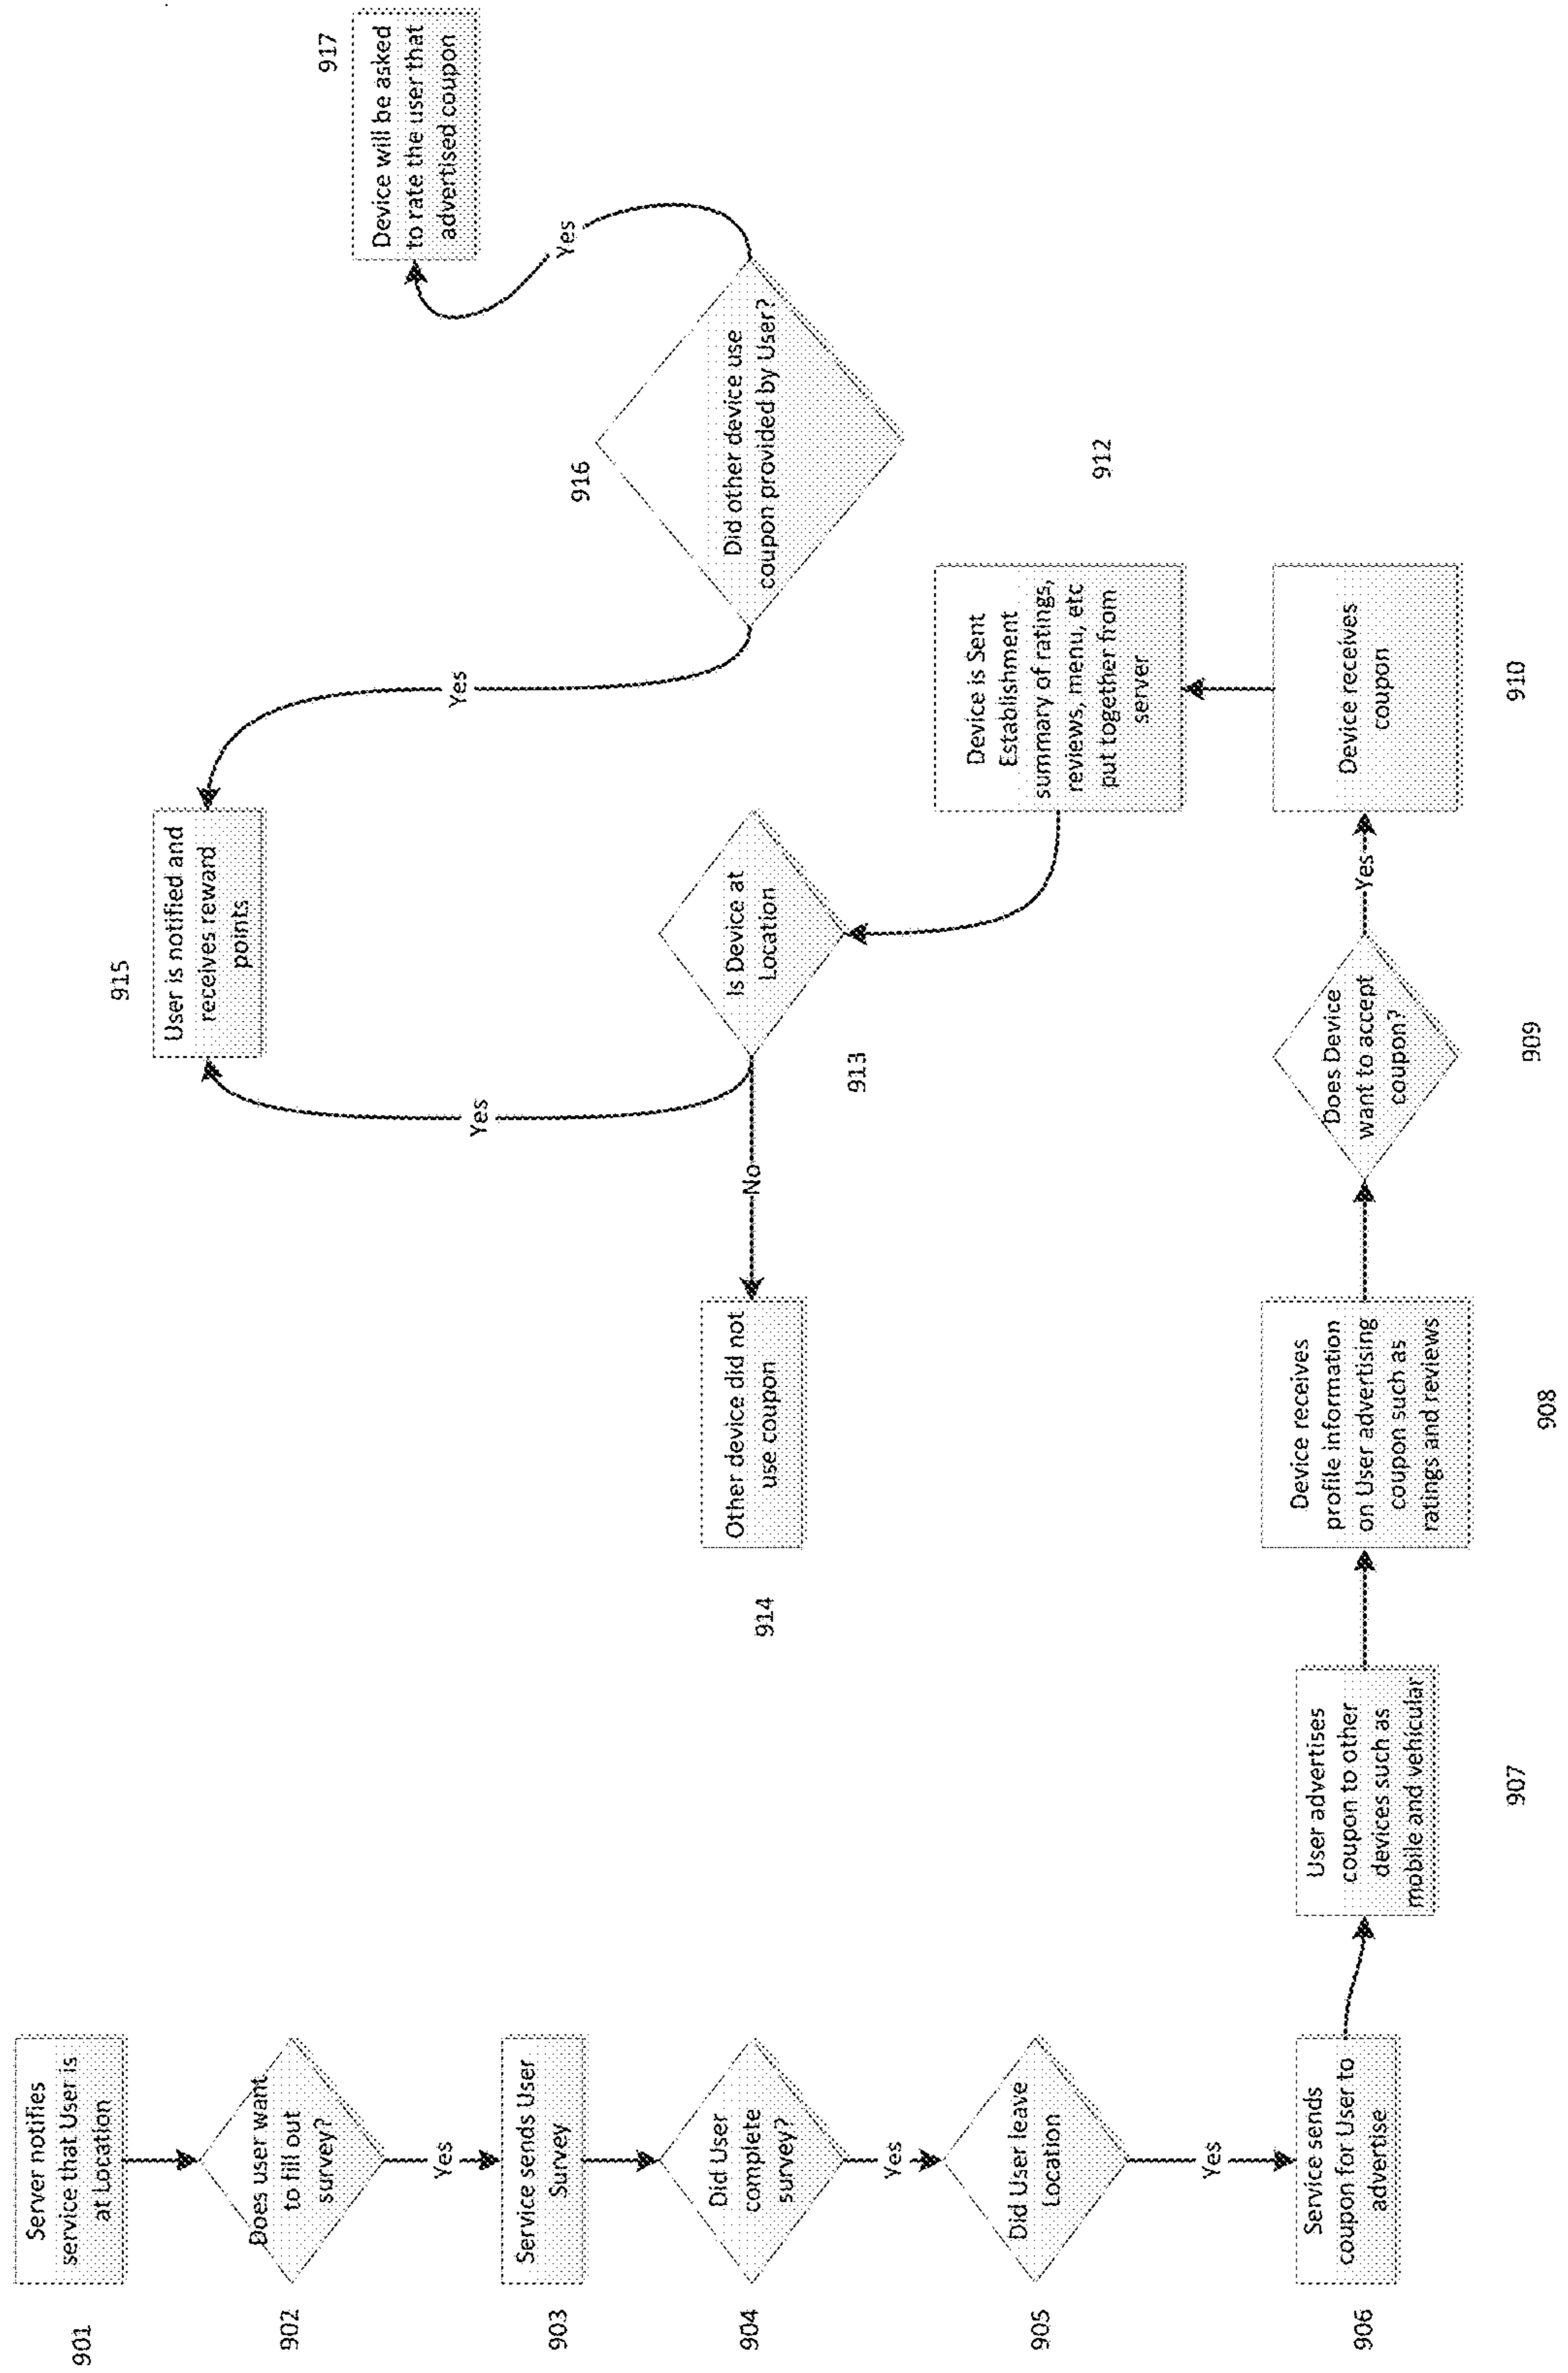 901
Server notifies
service that User is
at Location
902
Does user want
to fill out
survey?
Yes
903
Service sends User
Survey
904
Did User
complete
survey?
Yes
905
Did User leave
Location
Yes
906
Service sends
coupon for User to
advertise
907
User advertises
coupon to other
devices such as
mobile and vehicular
908
Device receives
profile information
on User advertising
coupon such as
ratings and reviews
909
Does Device
want to accept
coupon?
Yes
910
Device receives
coupon
912
Device is Sent
Establishment
summary of ratings,
reviews, menu, etc
put together from
server
913
Is Device at
Location
No
914
Other device did not
use coupon
Yes
915
User is notified and
receives reward
points
Yes
916
Did other device use
coupon provided by User?
Yes
917
Device will be asked
to rate the user that
advertised coupon